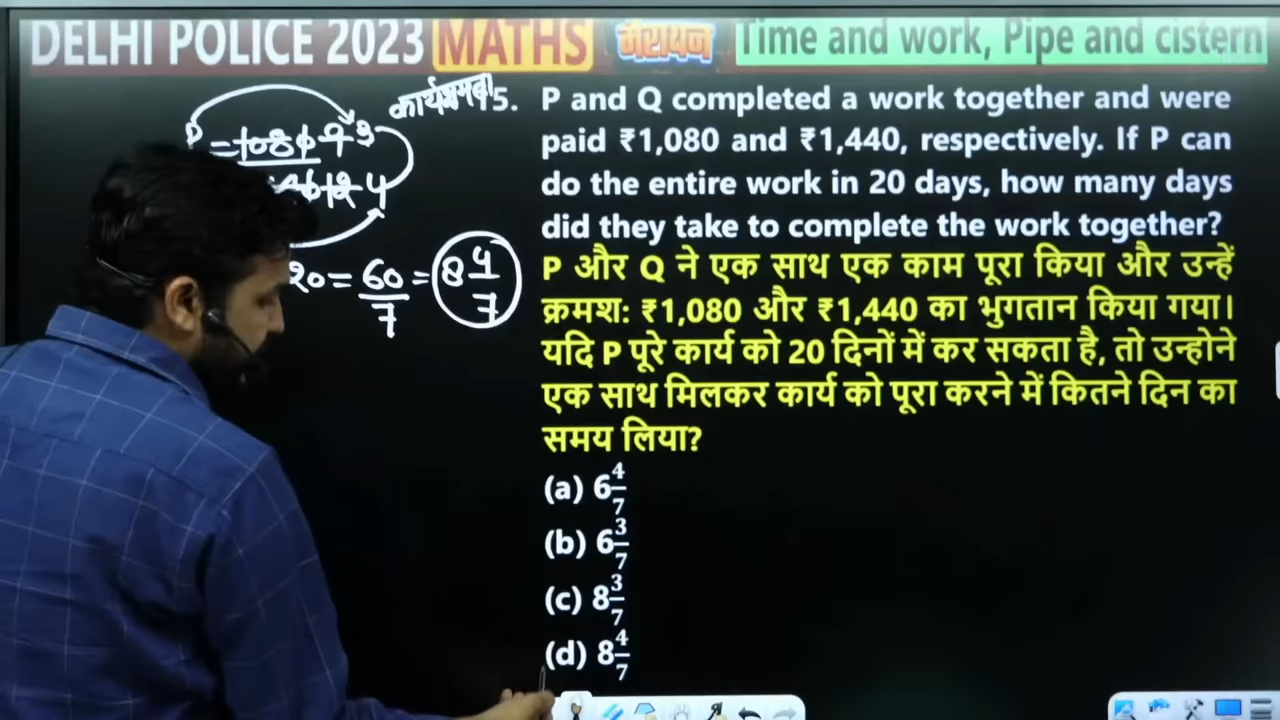 DELHI POLICE 2023 MATHS मैराथन Time and work, Pipe and cistern
15. P and Q completed a work together and were
paid ₹1,080 and ₹1,440, respectively. If P can
do the entire work in 20 days, how many days
did they take to complete the work together?
P और Q ने एक साथ एक काम पूरा किया और उन्हें
क्रमश: ₹1,080 और ₹1,440 का भुगतान किया गया।
यदि P पूरे कार्य को 20 दिनों में कर सकता है, तो उन्होने
एक साथ मिलकर कार्य को पूरा करने में कितने दिन का
समय लिया?
(a) 6 4/7
(b) 6 3/7
(c) 8 3/7
(d) 8 4/7
P = 1080 9 3
12 4
20 = 60/7 = 8 4/7